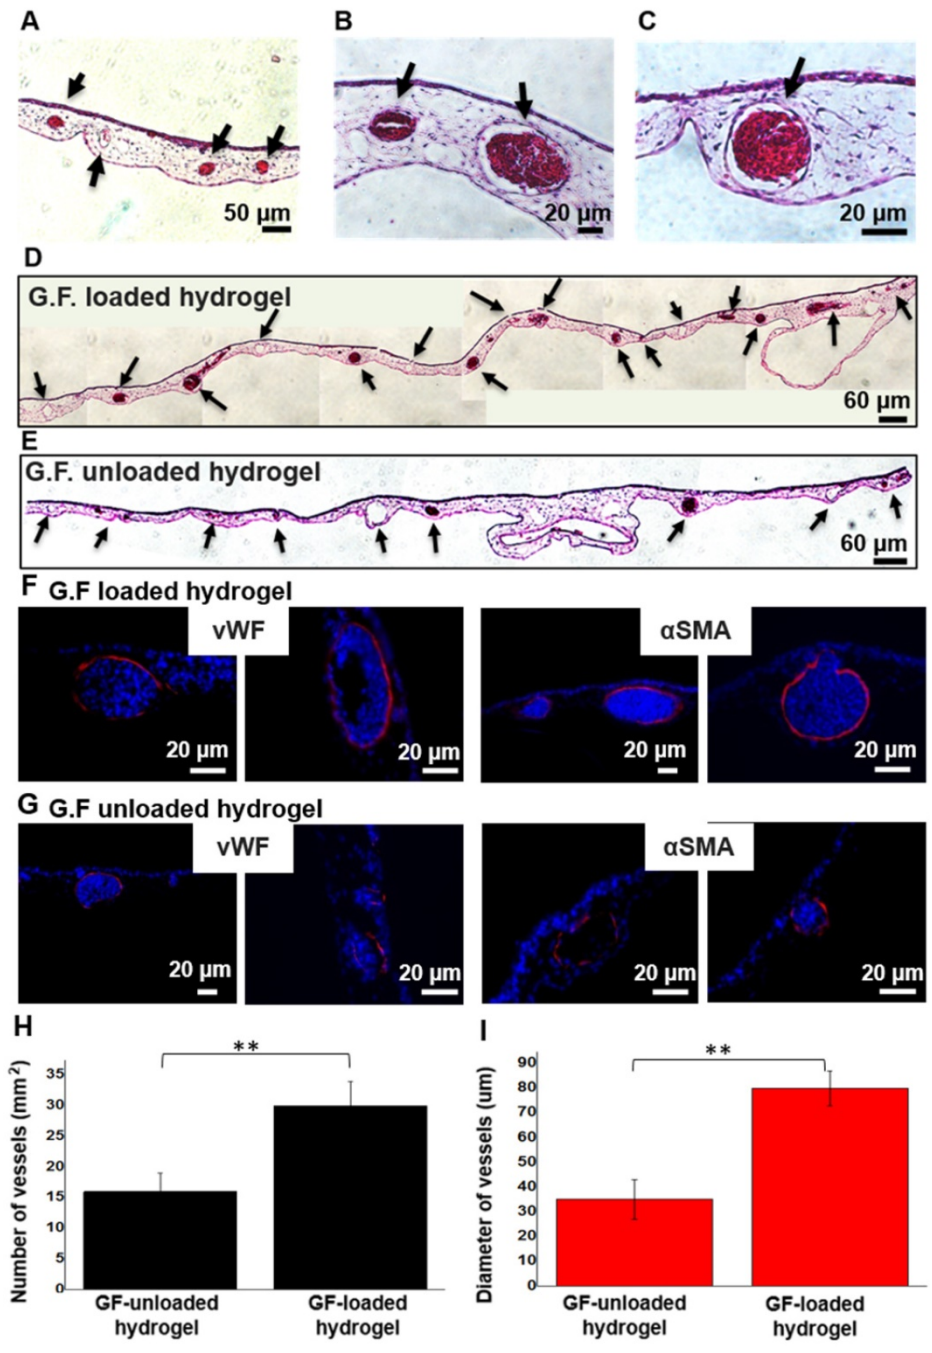 A
B
C
50 μm
20 μm
20 μm
D
G.F. loaded hydrogel
60 μm
E
G.F. unloaded hydrogel
60 μm
F G.F loaded hydrogel
vWF
αSMA
20 μm
20 μm
20 μm
20 μm
G G.F unloaded hydrogel
vWF
αSMA
20 μm
20 μm
20 μm
20 μm
H
**
Number of vessels (mm²)
35
30
25
20
15
10
5
0
GF-unloaded
hydrogel
GF-loaded
hydrogel
I
**
Diameter of vessels (um)
90
80
70
60
50
40
30
20
10
0
GF-unloaded
hydrogel
GF-loaded
hydrogel